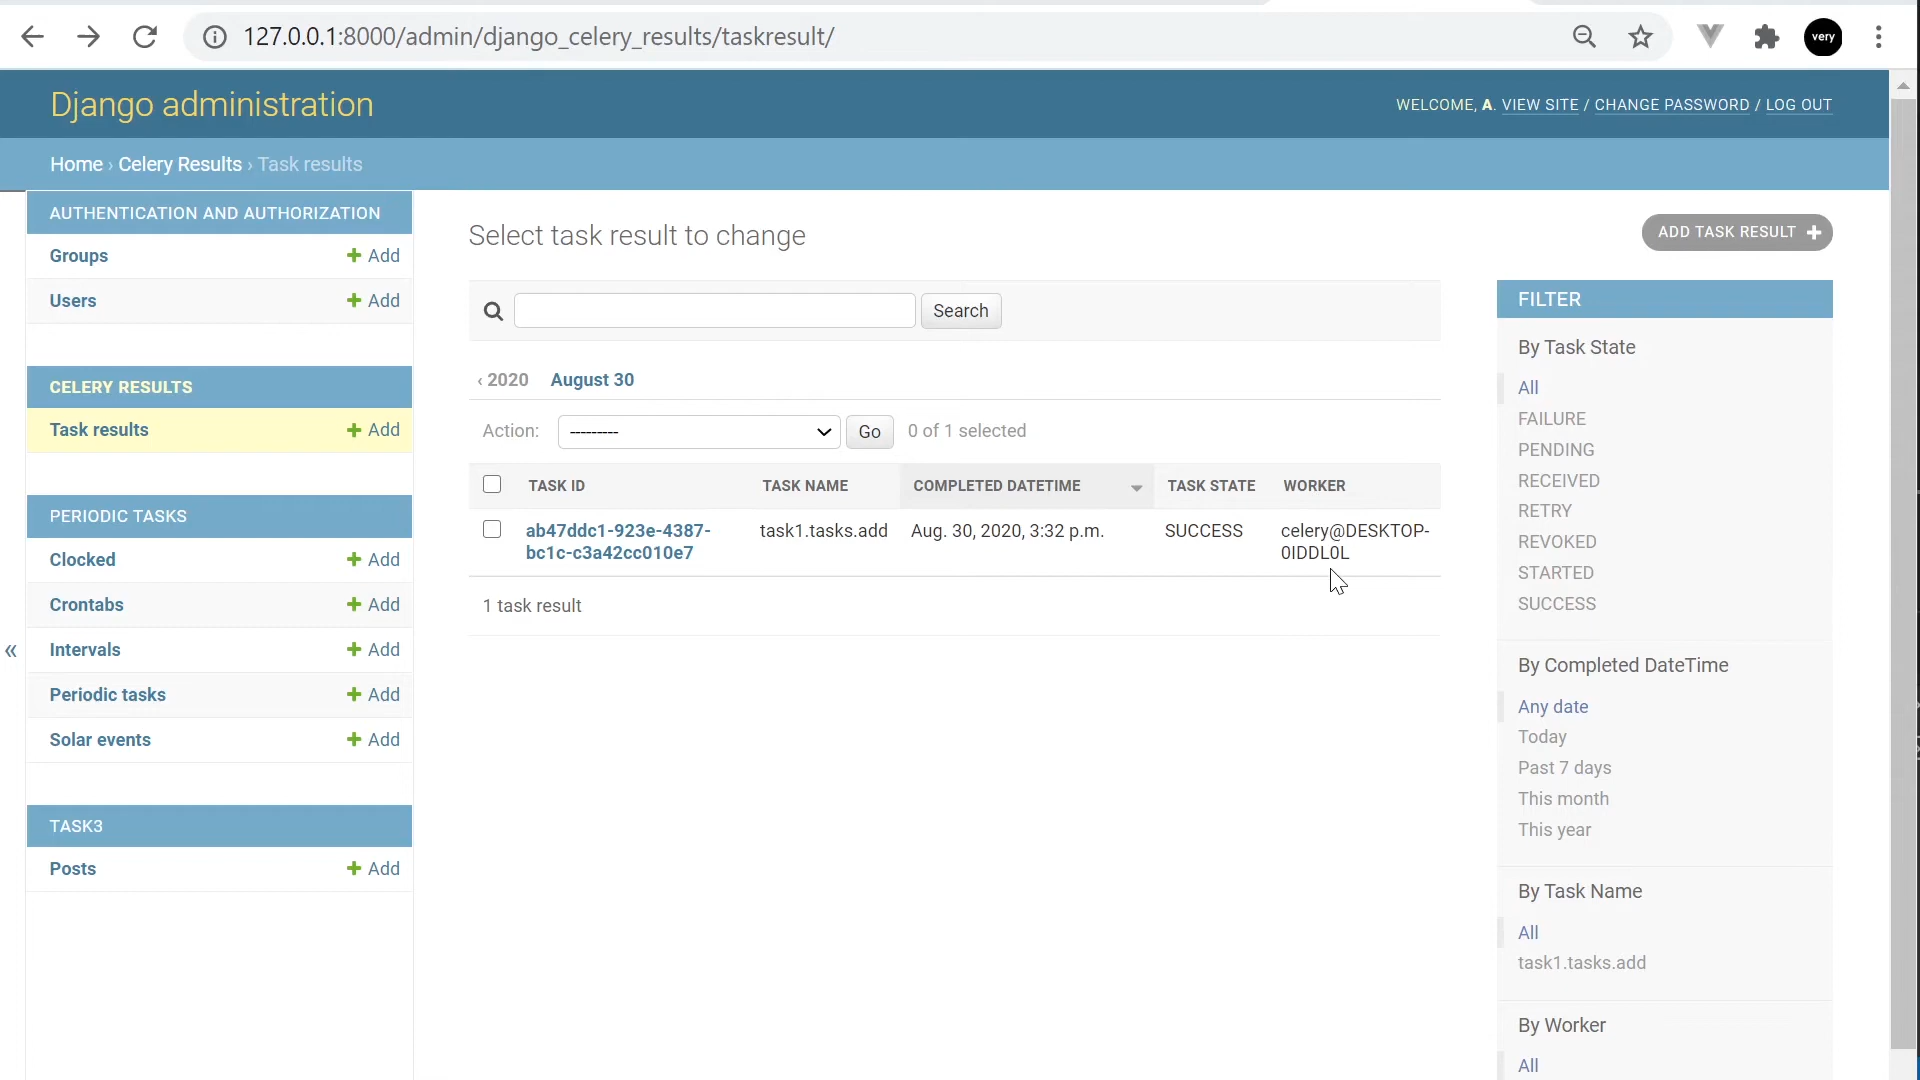 127.0.0.1:8000/admin/django_celery_results/taskresult/
very
Django administration
WELCOME, A. VIEW SITE / CHANGE PASSWORD / LOG OUT
Home › Celery Results › Task results
AUTHENTICATION AND AUTHORIZATION
Groups + Add
Users + Add
CELERY RESULTS
Task results + Add
PERIODIC TASKS
Clocked + Add
Crontabs + Add
Intervals + Add
«
Periodic tasks + Add
Solar events + Add
TASK3
Posts + Add
Select task result to change
ADD TASK RESULT +
Search
‹ 2020 August 30
Action: --------- Go 0 of 1 selected
TASK ID TASK NAME COMPLETED DATETIME TASK STATE WORKER
ab47ddc1-923e-4387- task1.tasks.add Aug. 30, 2020, 3:32 p.m. SUCCESS celery@DESKTOP-
bc1c-c3a42cc010e7 0IDDL0L
1 task result
FILTER
By Task State
All
FAILURE
PENDING
RECEIVED
RETRY
REVOKED
STARTED
SUCCESS
By Completed DateTime
Any date
Today
Past 7 days
This month
This year
By Task Name
All
task1.tasks.add
By Worker
All